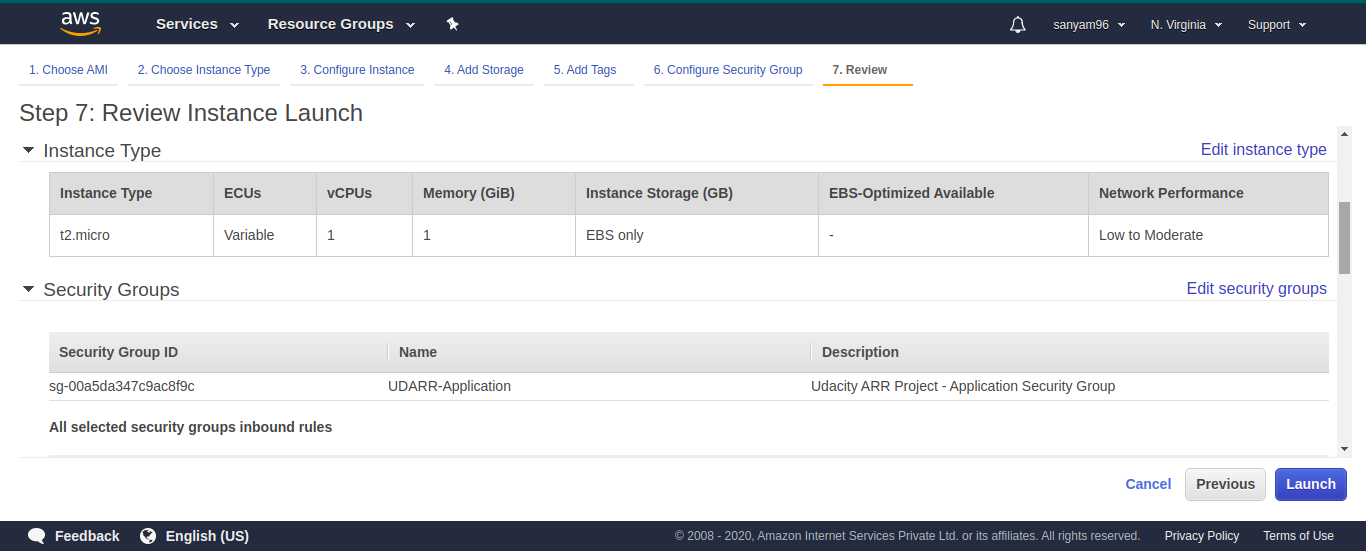 aws Services Resource Groups sanyam96 N. Virginia Support
1. Choose AMI 2. Choose Instance Type 3. Configure Instance 4. Add Storage 5. Add Tags 6. Configure Security Group 7. Review
Step 7: Review Instance Launch
Instance Type Edit instance type
Instance Type ECUs vCPUs Memory (GiB) Instance Storage (GB) EBS-Optimized Available Network Performance
t2.micro Variable 1 1 EBS only - Low to Moderate
Security Groups Edit security groups
Security Group ID Name Description
sg-00a5da347c9ac8f9c UDARR-Application Udacity ARR Project - Application Security Group
All selected security groups inbound rules
Cancel Previous Launch
Feedback English (US) © 2008 - 2020, Amazon Internet Services Private Ltd. or its affiliates. All rights reserved. Privacy Policy Terms of Use